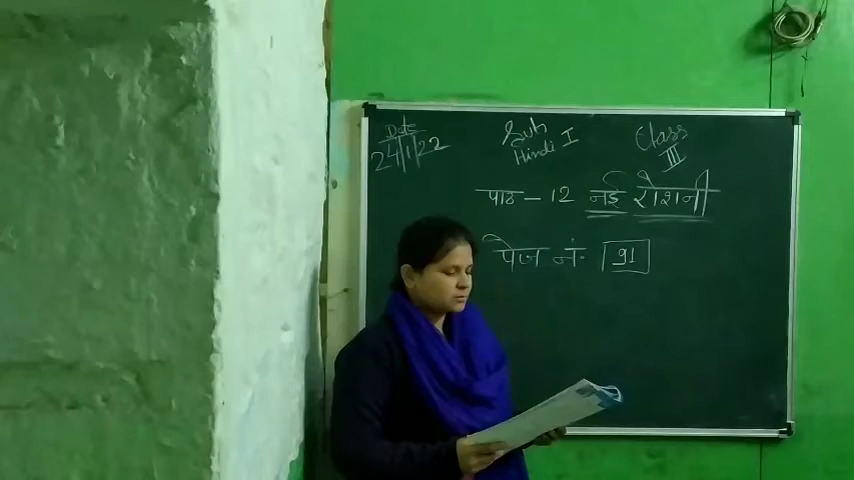 Date Sub Class
24/1/22 Hindi I III
पाठ - 12 नई रोशनी
पेज नं. 91